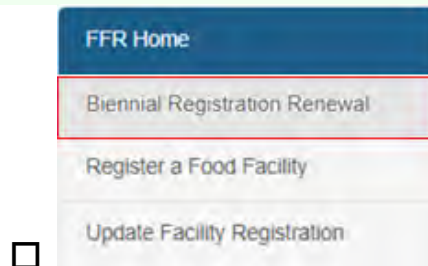 FFR Home
Biennial Registration Renewal
Register a Food Facility
Update Facility Registration